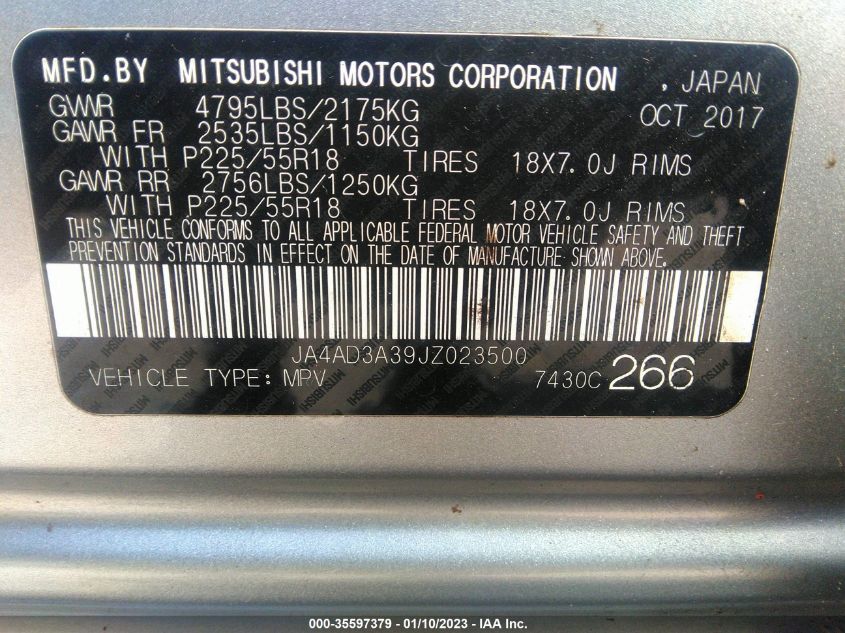 MFD.BY MITSUBISHI MOTORS CORPORATION , JAPAN
GVWR 4795LBS/2175KG OCT 2017
GAWR FR 2535LBS/1150KG
WITH P225/55R18 TIRES 18X7.0J RIMS
GAWR RR 2756LBS/1250KG
WITH P225/55R18 TIRES 18X7.0J RIMS
THIS VEHICLE CONFORMS TO ALL APPLICABLE FEDERAL MOTOR VEHICLE SAFETY AND THEFT
PREVENTION STANDARDS IN EFFECT ON THE DATE OF MANUFACTURE SHOWN ABOVE.
JA4AD3A39JZ023500
VEHICLE TYPE: MPV 7430C 266
000-35597379 - 01/10/2023 - © IAA Inc.